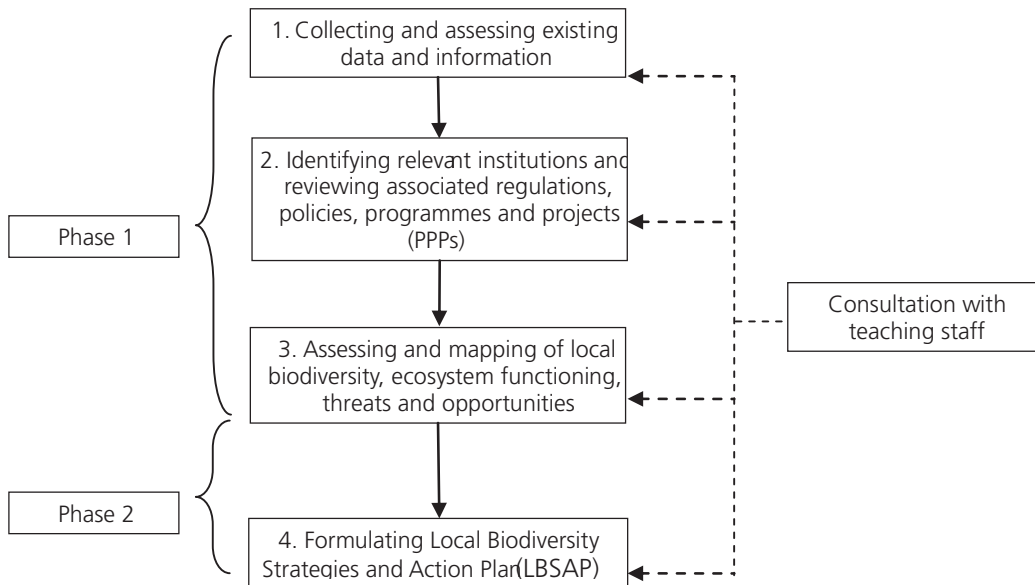 1. Collecting and assessing existing
data and information
2. Identifying relevant institutions and
reviewing associated regulations,
policies, programmes and projects
(PPPs)
Phase 1
Consultation with
teaching staff
3. Assessing and mapping of local
biodiversity, ecosystem functioning,
threats and opportunities
Phase 2
4. Formulating Local Biodiversity
Strategies and Action Plan (LBSAP)